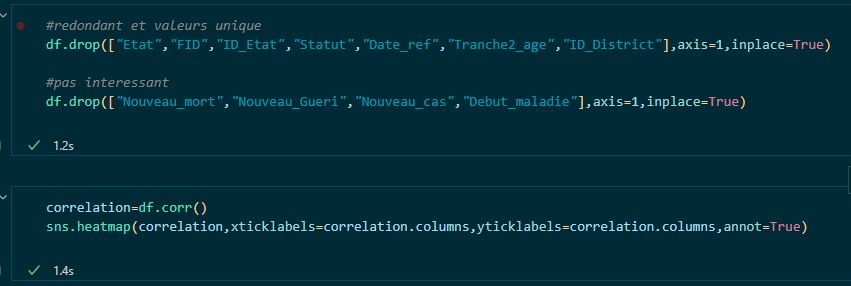 #redondant et valeurs unique
df.drop(["Etat","FID","ID_Etat","Statut","Date_ref","Tranche2_age","ID_District"],axis=1,inplace=True)
#pas interessant
df.drop(["Nouveau_mort","Nouveau_Gueri","Nouveau_cas","Debut_maladie"],axis=1,inplace=True)
1.2s
correlation=df.corr()
sns.heatmap(correlation,xticklabels=correlation.columns,yticklabels=correlation.columns,annot=True)
1.4s